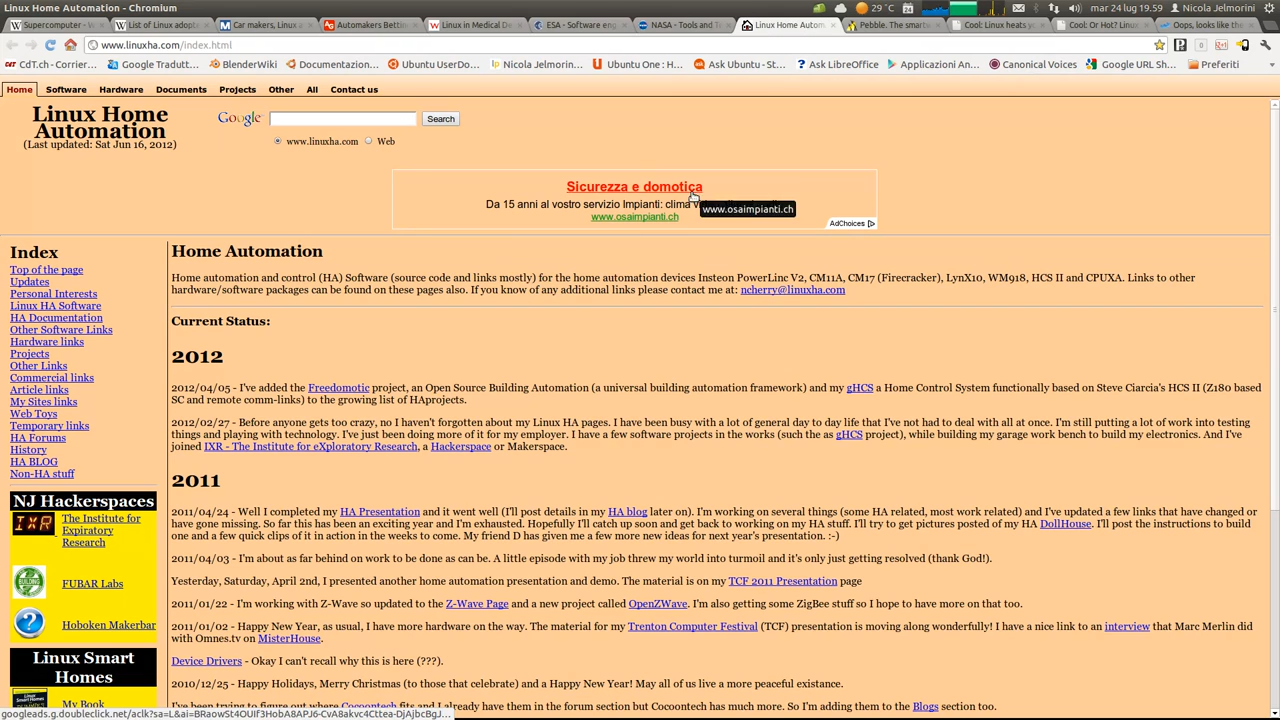 Linux Home Automation - Chromium
29 °C
mar 24 lug 19.59
Nicola Jelmorini
Supercomputer -
List of Linux adopte
Car makers, Linux a
Automakers Bettin
Linux in Medical De
ESA - Software eng
NASA - Tools and Te
Linux Home Autom
Pebble. The smartw
Cool: Linux heats y
Cool: Or Hot? : Linu
Oops, looks like the
www.linuxha.com/index.html
CdT.ch - Corrier...
Google Tradutt...
BlenderWiki
Documentazion...
Ubuntu UserDo...
Nicola Jelmorin...
Ubuntu One : H...
Ask Ubuntu - St...
Ask LibreOffice
Applicazioni An...
Canonical Voices
Google URL Sh...
Preferiti
Home Software Hardware Documents Projects Other All Contact us
Linux Home
Automation
(Last updated: Sat Jun 16, 2012)
Google
Search
www.linuxha.com Web
Sicurezza e domotica
Da 15 anni al vostro servizio Impianti: clima
www.osaimpianti.ch
www.osaimpianti.ch
AdChoices
Index
Top of the page
Updates
Personal Interests
Linux HA Software
HA Documentation
Other Software Links
Hardware links
Projects
Other Links
Commercial links
Article links
My Sites links
Web Toys
Temporary links
HA Forums
History
HA BLOG
Non-HA stuff
NJ Hackerspaces
IXR
The Institute for
Expiratory
Research
BUILDING
FUBAR Labs
Hoboken Makerbar
Linux Smart
Homes
My Book
Home Automation
Home automation and control (HA) Software (source code and links mostly) for the home automation devices Insteon PowerLinc V2, CM11A, CM17 (Firecracker), LynX10, WM918, HCS II and CPUXA. Links to other
hardware/software packages can be found on these pages also. If you know of any additional links please contact me at: ncherry@linuxha.com
Current Status:
2012
2012/04/05 - I've added the Freedomotic project, an Open Source Building Automation (a universal building automation framework) and my gHCS a Home Control System functionally based on Steve Ciarcia's HCS II (Z180 based
SC and remote comm-links) to the growing list of HAprojects.
2012/02/27 - Before anyone gets too crazy, no I haven't forgotten about my Linux HA pages. I have been busy with a lot of general day to day life that I've not had to deal with all at once. I'm still putting a lot of work into testing
things and playing with technology. I've just been doing more of it for my employer. I have a few software projects in the works (such the as gHCS project), while building my garage work bench to build my electronics. And I've
joined IXR - The Institute for eXploratory Research, a Hackerspace or Makerspace.
2011
2011/04/24 - Well I completed my HA Presentation and it went well (I'll post details in my HA blog later on). I'm working on several things (some HA related, most work related) and I've updated a few links that have changed or
have gone missing. So far this has been an exciting year and I'm exhausted. Hopefully I'll catch up soon and get back to working on my HA stuff. I'll try to get pictures posted of my HA DollHouse. I'll post the instructions to build
one and a few quick clips of it in action in the weeks to come. My friend D has given me a few more new ideas for next year's presentation. :-)
2011/04/03 - I'm about as far behind on work to be done as can be. A little episode with my job threw my world into turmoil and it's only just getting resolved (thank God!).
Yesterday, Saturday, April 2nd, I presented another home automation presentation and demo. The material is on my TCF 2011 Presentation page
2011/01/22 - I'm working with Z-Wave so updated to the Z-Wave Page and a new project called OpenZWave. I'm also getting some ZigBee stuff so I hope to have more on that too.
2011/01/02 - Happy New Year, as usual, I have more hardware on the way. The material for my Trenton Computer Festival (TCF) presentation is moving along wonderfully! I have a nice link to an interview that Marc Merlin did
with Omnes.tv on MisterHouse.
Device Drivers - Okay I can't recall why this is here (???).
2010/12/25 - Happy Holidays, Merry Christmas (to those that celebrate) and a Happy New Year! May all of us live a more peaceful existance.
I've been trying to figure out where Cocoontech fits and I already have them in the forum section but Cocoontech has much more. So I'm adding them to the Blogs section too.